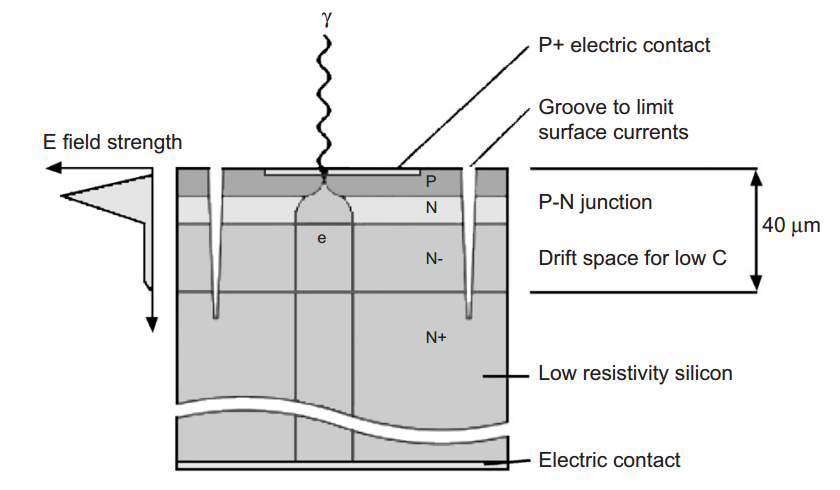 γ
P+ electric contact
Groove to limit
surface currents
E field strength
P
N
P-N junction
40 μm
e
N-
Drift space for low C
N+
Low resistivity silicon
Electric contact